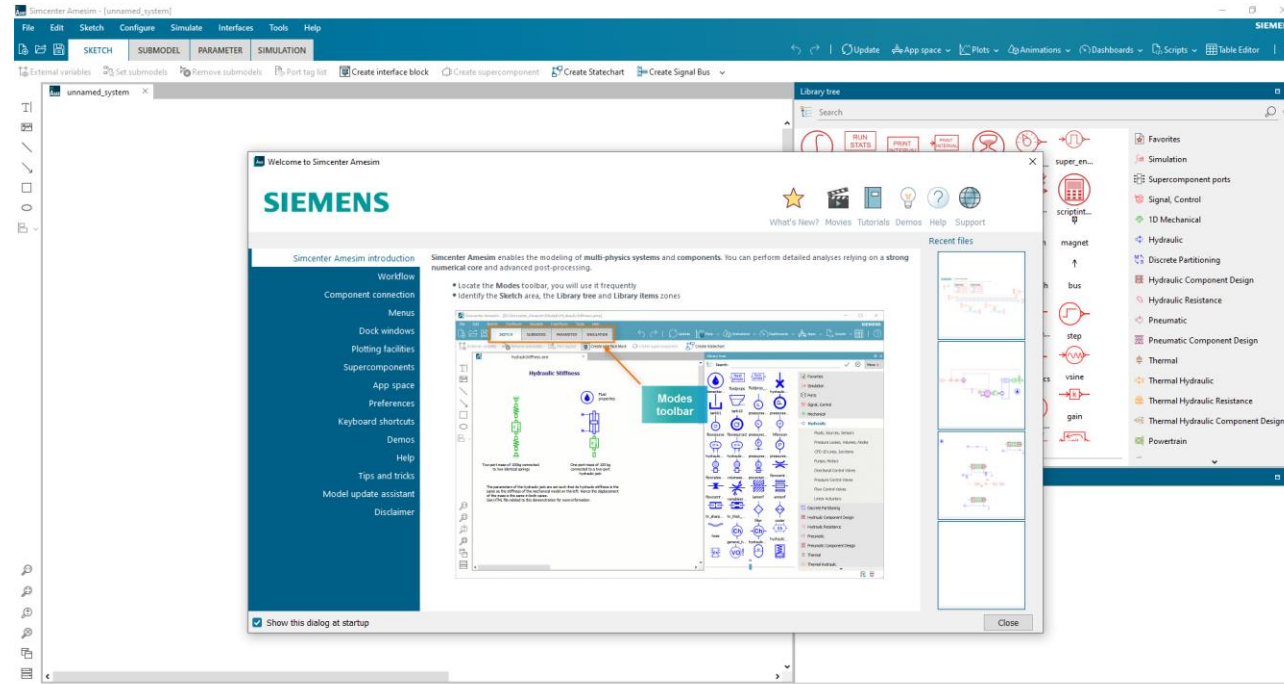 Simcenter Amesim - [unnamed_system]
File Edit Sketch Configure Simulate Interfaces Tools Help
SIEME
SKETCH SUBMODEL PARAMETER SIMULATION
Update App space Plots Animations Dashboards Scripts Table Editor
External variables Set submodels Remove submodels Port tag list Create interface block Create supercomponent Create Statechart Create Signal Bus
unnamed_system
Library tree
Search
RUN STATS
PRINT INTERVAL
super_en...
scriptint...
magnet
bus
step
vsine
gain
Favorites
Simulation
Supercomponent ports
Signal, Control
1D Mechanical
Hydraulic
Discrete Partitioning
Hydraulic Component Design
Hydraulic Resistance
Pneumatic
Pneumatic Component Design
Thermal
Thermal Hydraulic
Thermal Hydraulic Resistance
Thermal Hydraulic Component Design
Powertrain
Welcome to Simcenter Amesim
SIEMENS
What's New? Movies Tutorials Demos Help Support
Recent files
Simcenter Amesim introduction
Workflow
Component connection
Menus
Dock windows
Plotting facilities
Supercomponents
App space
Preferences
Keyboard shortcuts
Demos
Help
Tips and tricks
Model update assistant
Disclaimer
Simcenter Amesim enables the modeling of multi-physics systems and components. You can perform detailed analyses relying on a strong
numerical core and advanced post-processing.
Locate the Modes toolbar, you will use it frequently
Identify the Sketch area, the Library tree and Library items zones
Hydraulic Stiffness
Modes
toolbar
Show this dialog at startup
Close